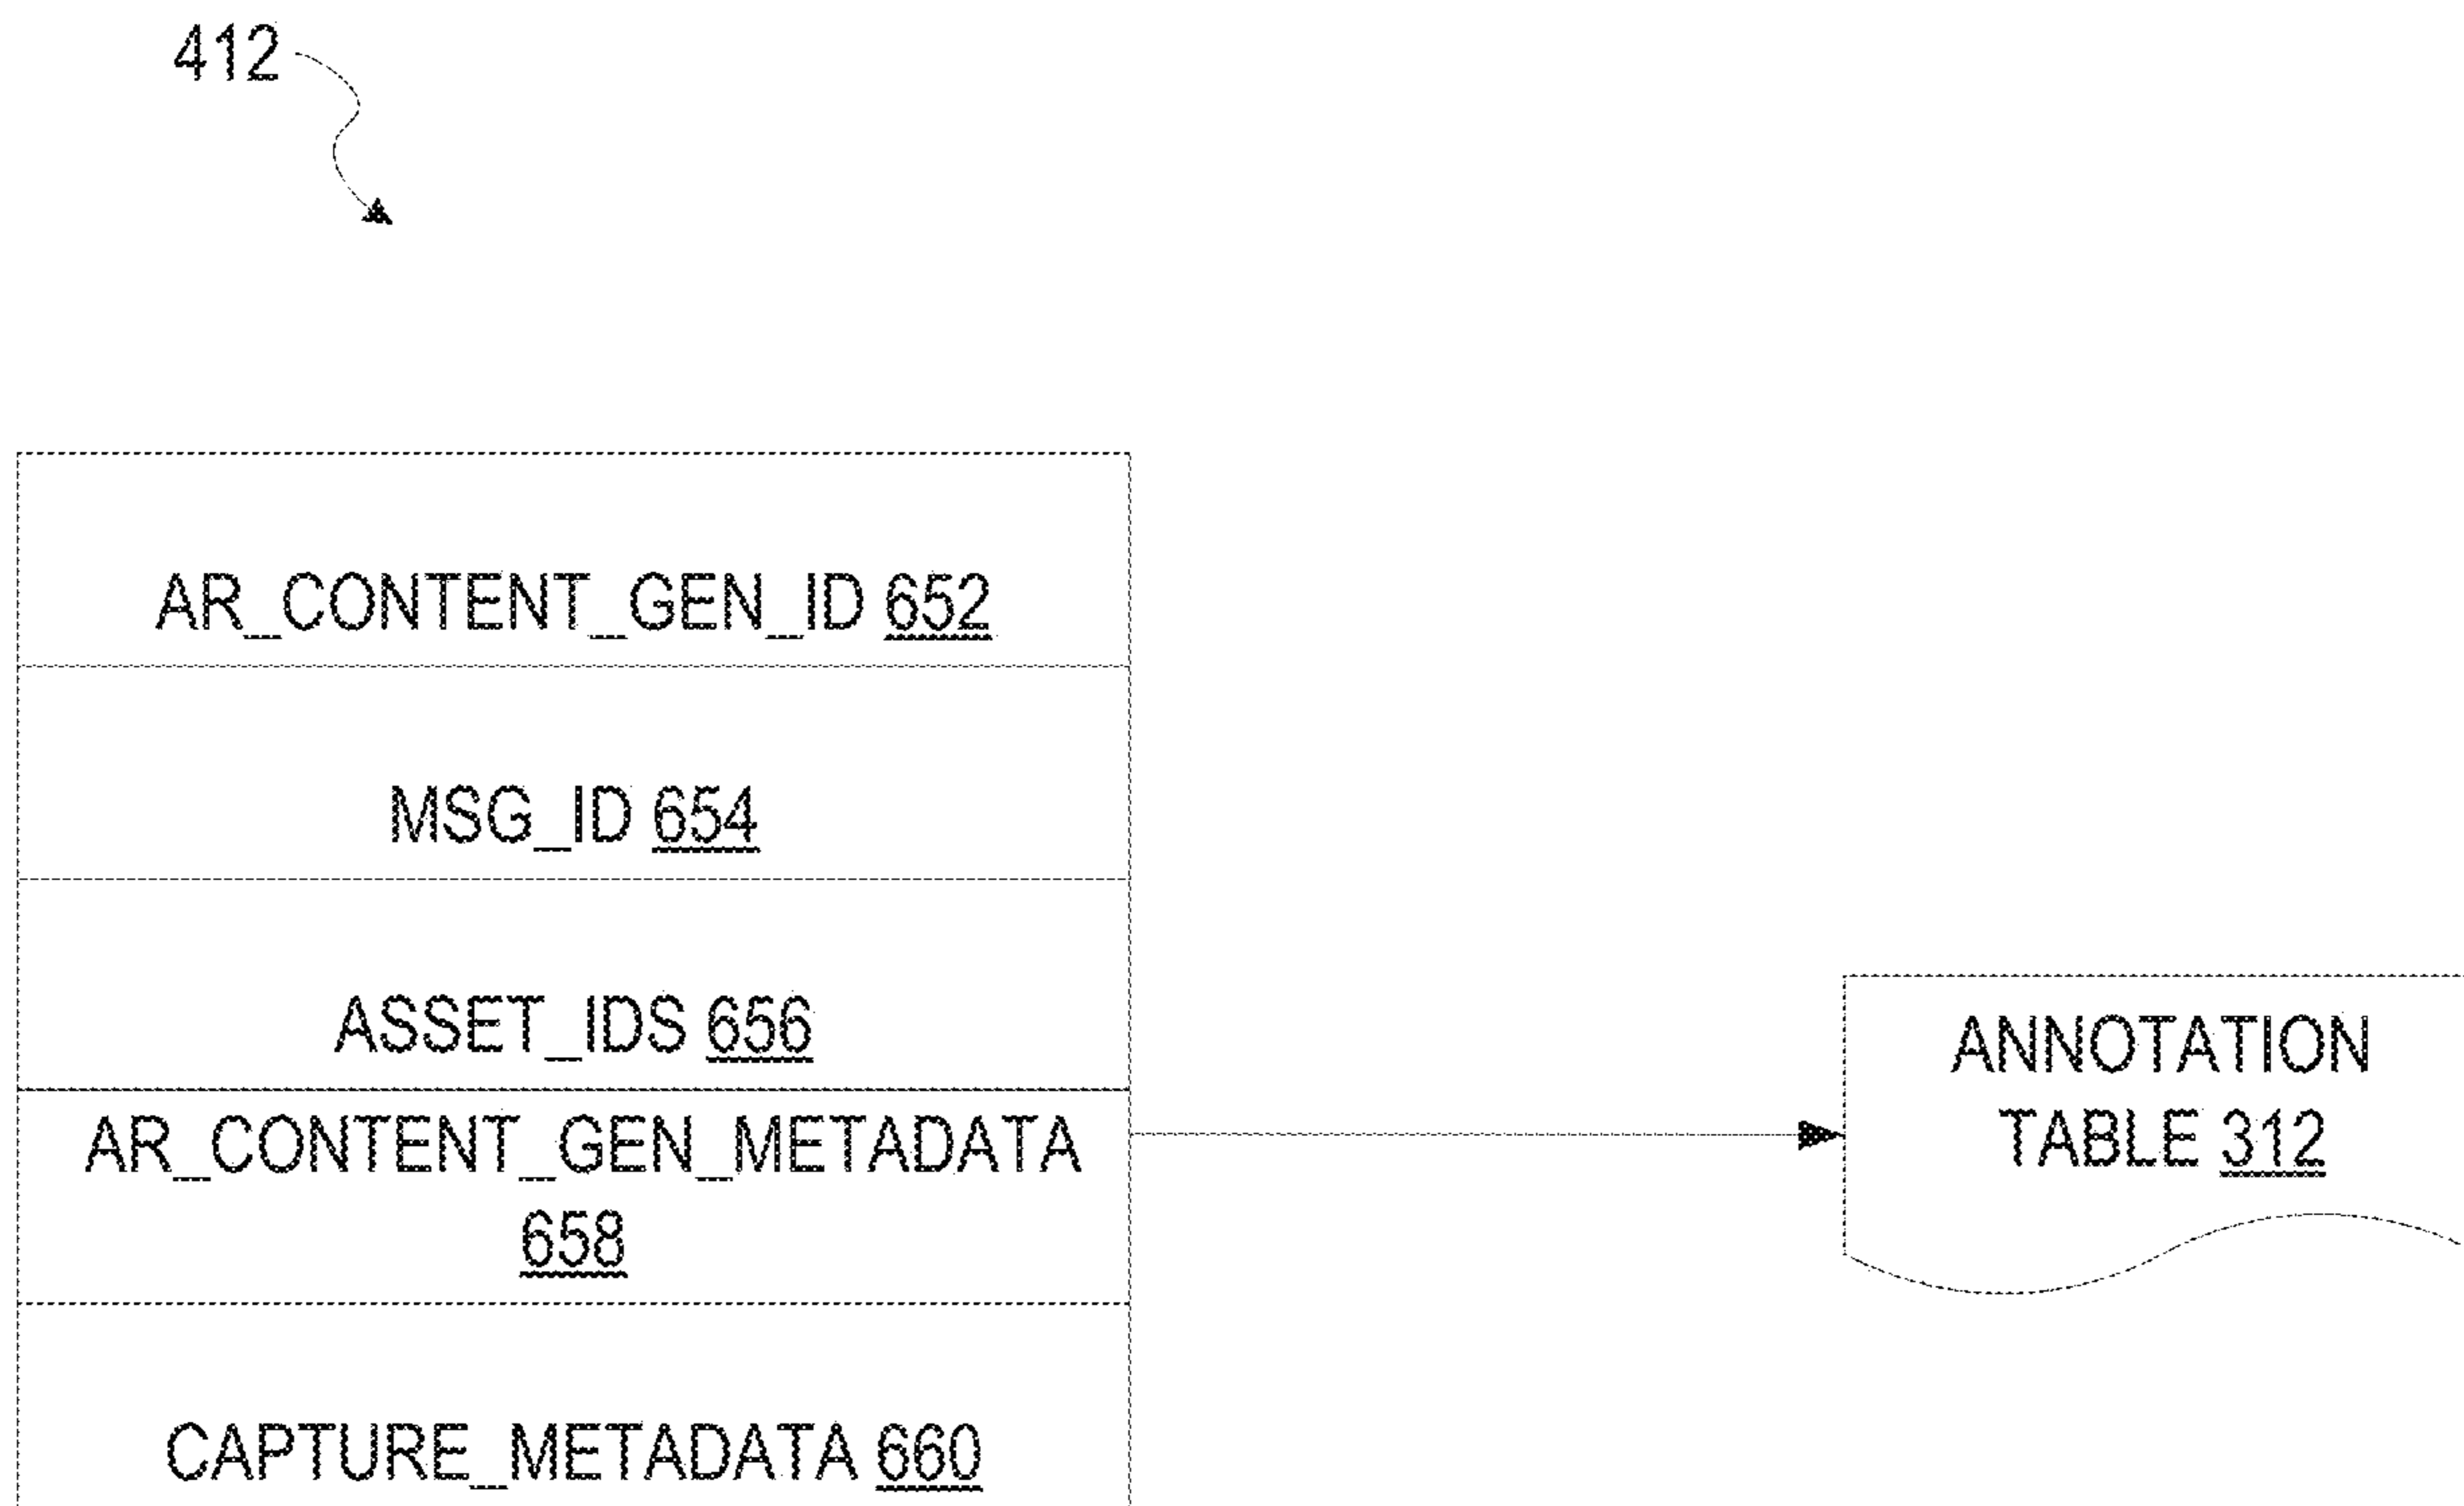 412
AR_CONTENT_GEN_ID 652
MSG_ID 654
ASSET_IDS 656
AR_CONTENT_GEN_METADATA
658
CAPTURE_METADATA 660
ANNOTATION
TABLE 312